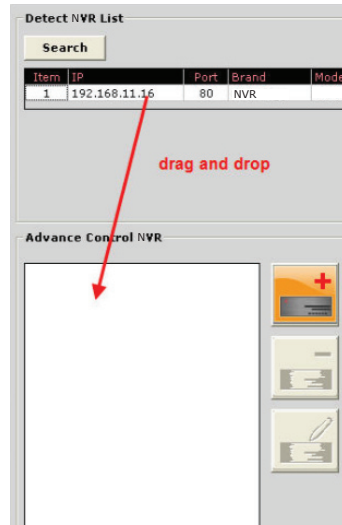 Detect NVR List
Search
Item IP Port Brand Mode
1 192.168.11.16 80 NVR
drag and drop
Advance Control NVR